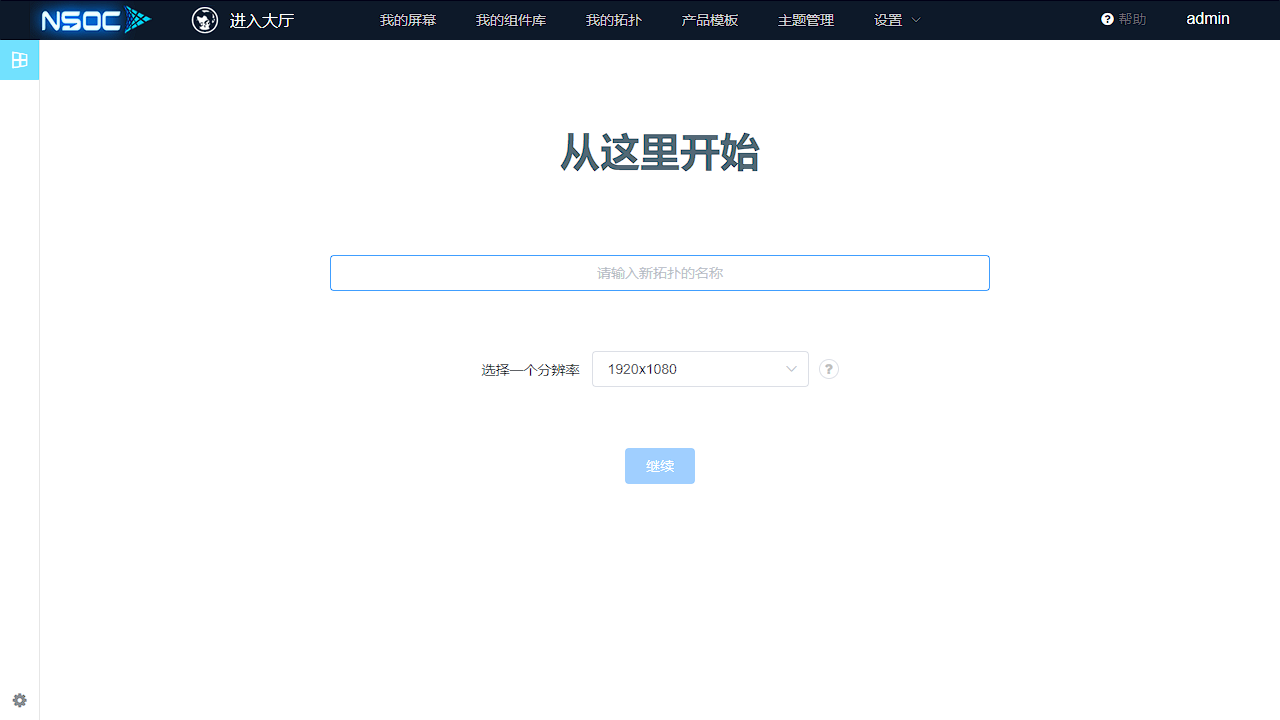 NSOC
进入大厅
我的屏幕
我的组件库
我的拓扑
产品模板
主题管理
设置
? 帮助
admin
从这里开始
请输入新拓扑的名称
选择一个分辨率
1920x1080
?
继续